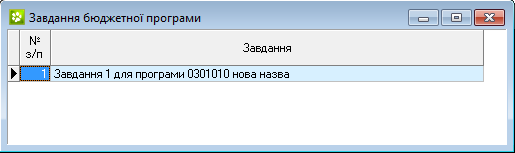 Завдання бюджетної програми
№
з/п
Завдання
1 Завдання 1 для програми 0301010 нова назва